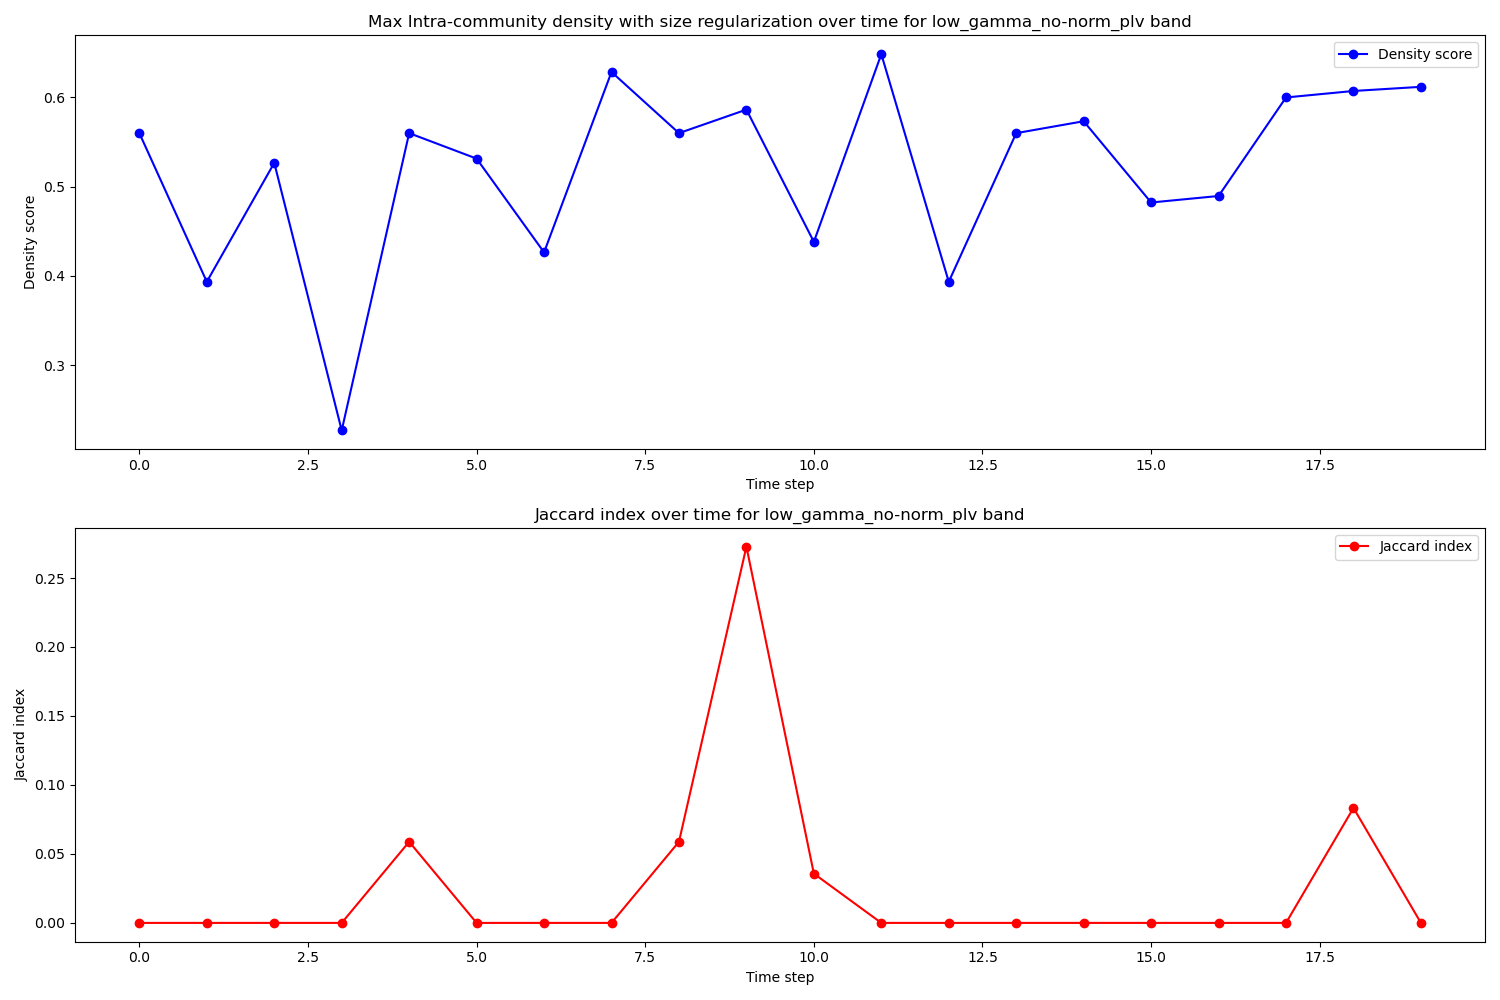 Max Intra-community density with size regularization over time for low_gamma_no-norm_plv band
Density score
0.6
0.5
0.4
0.3
Density score
0.0 2.5 5.0 7.5 10.0 12.5 15.0 17.5
Time step
Jaccard index over time for low_gamma_no-norm_plv band
Jaccard index
0.25
0.20
0.15
0.10
0.05
0.00
Jaccard index
0.0 2.5 5.0 7.5 10.0 12.5 15.0 17.5
Time step